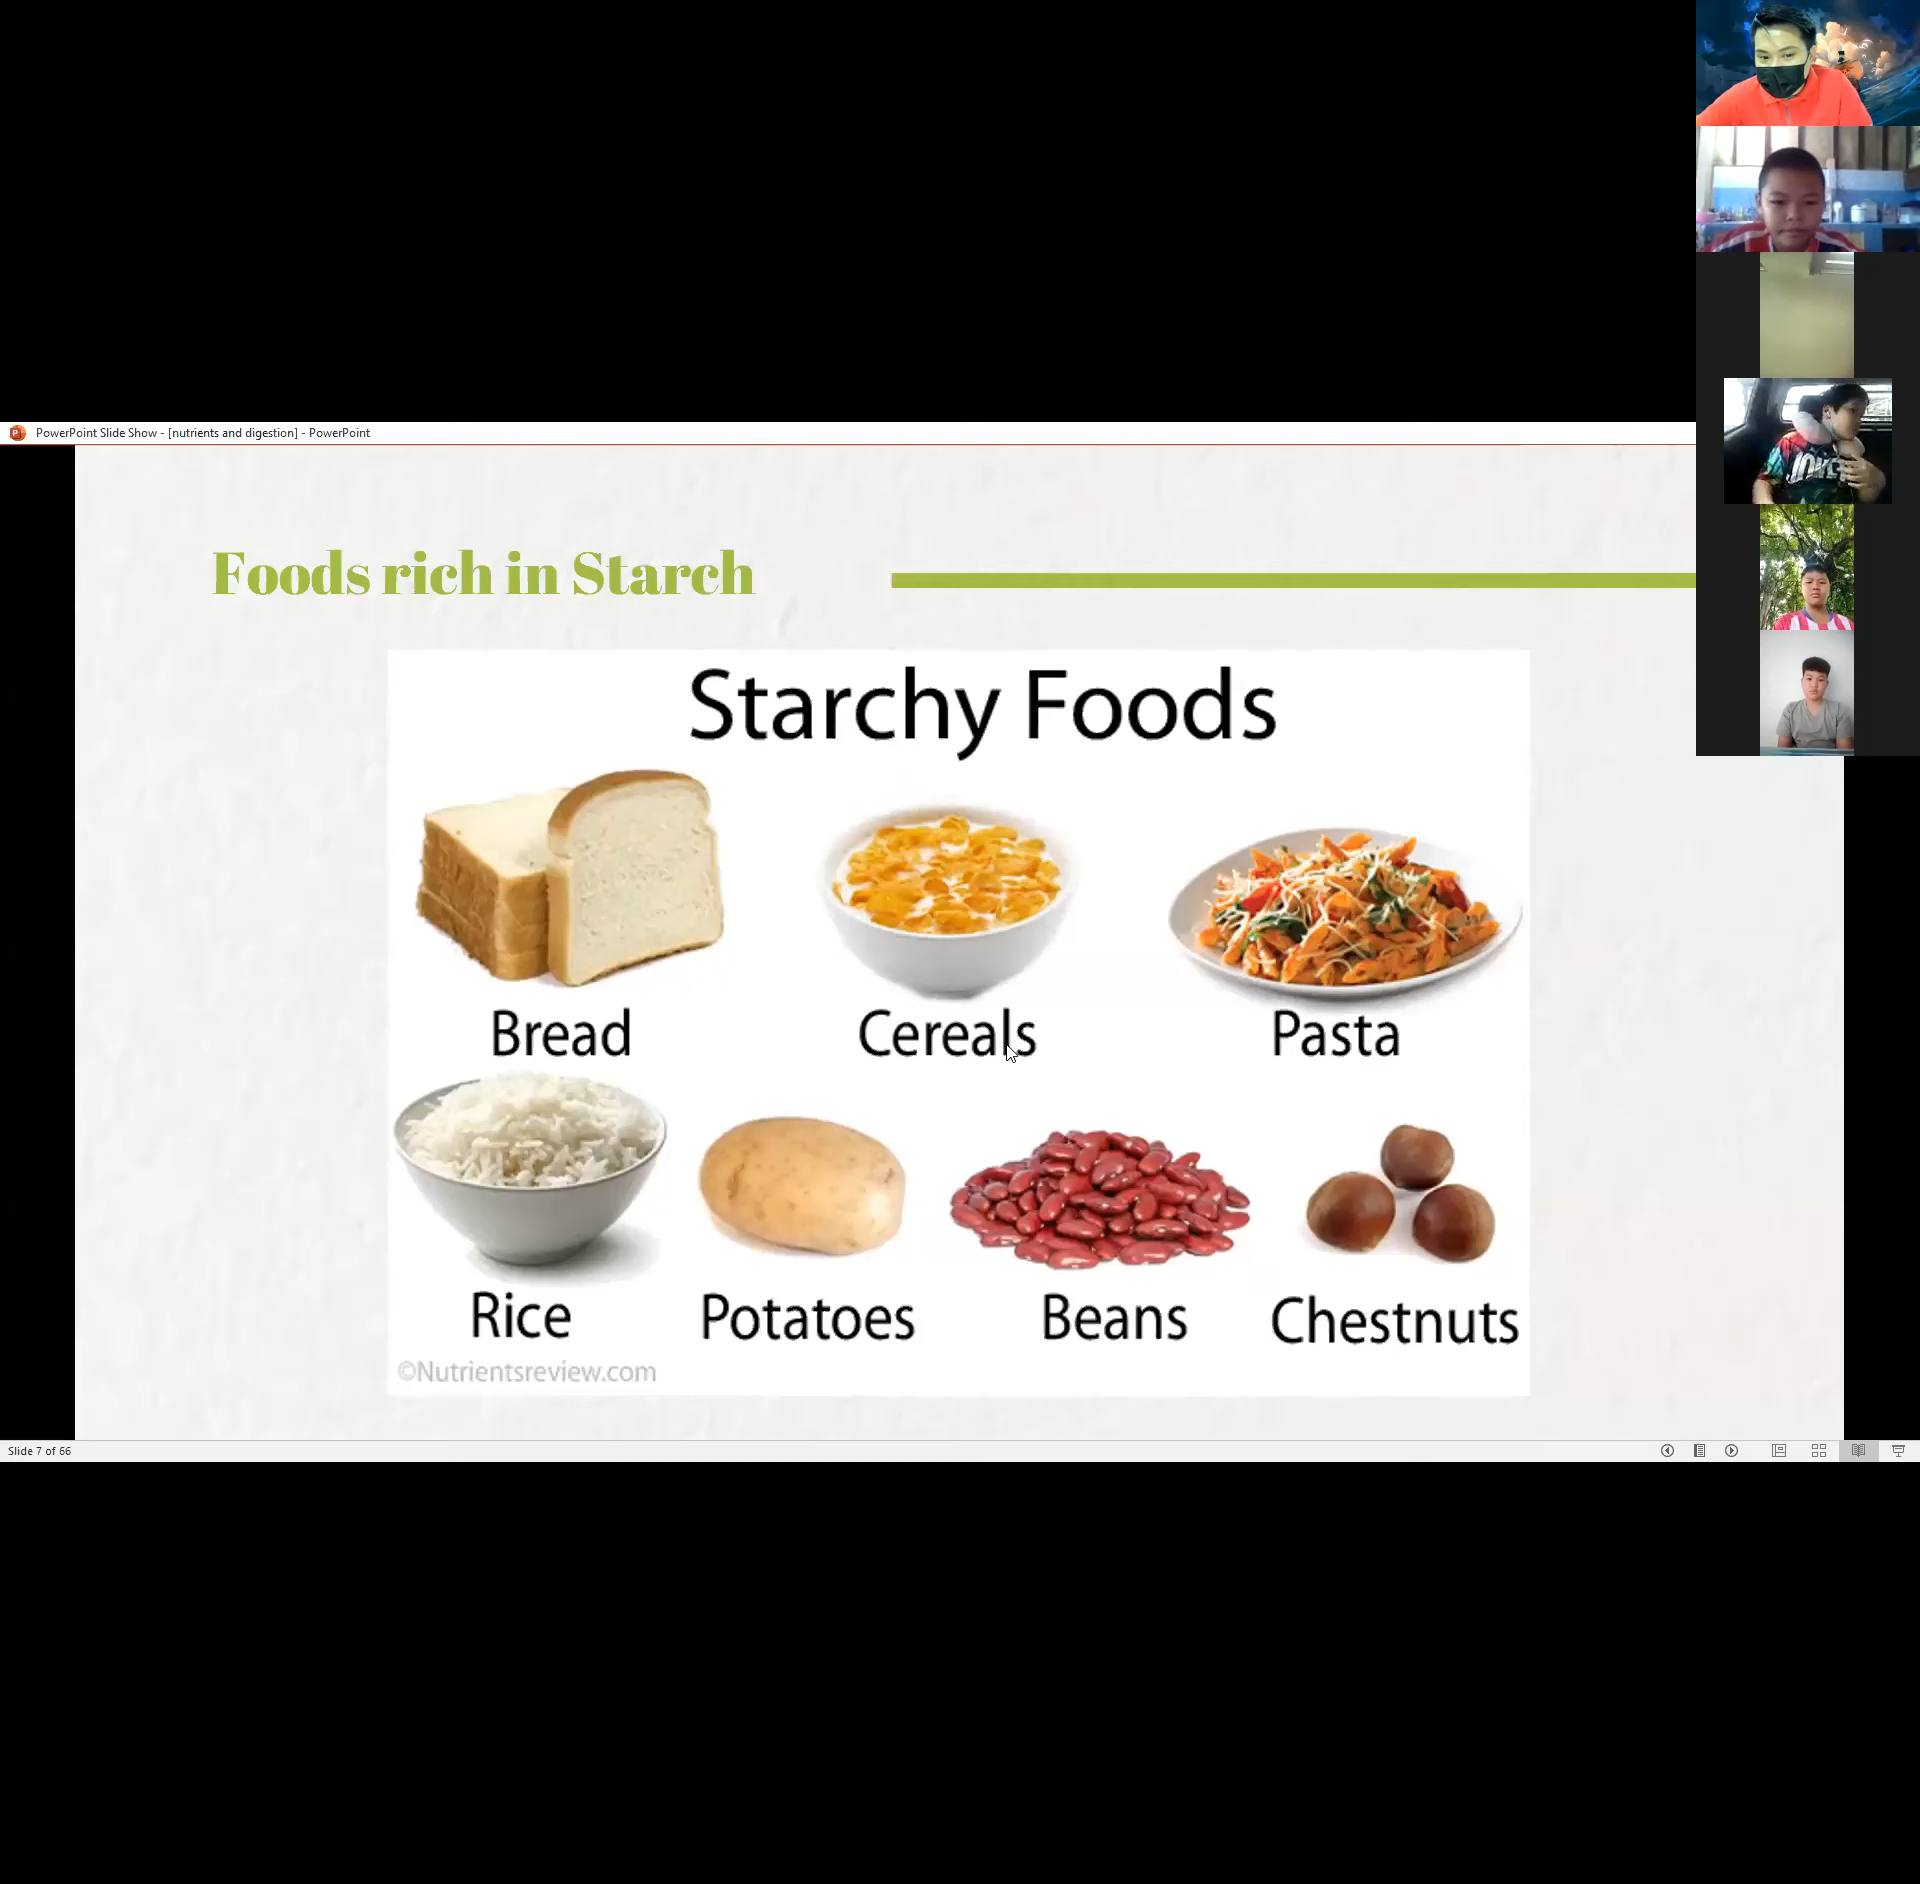 PowerPoint Slide Show - [nutrients and digestion] - PowerPoint
Foods rich in Starch
Starchy Foods
Bread
Cereals
Pasta
Rice
Potatoes
Beans
Chestnuts
©Nutrientsreview.com
Slide 7 of 66